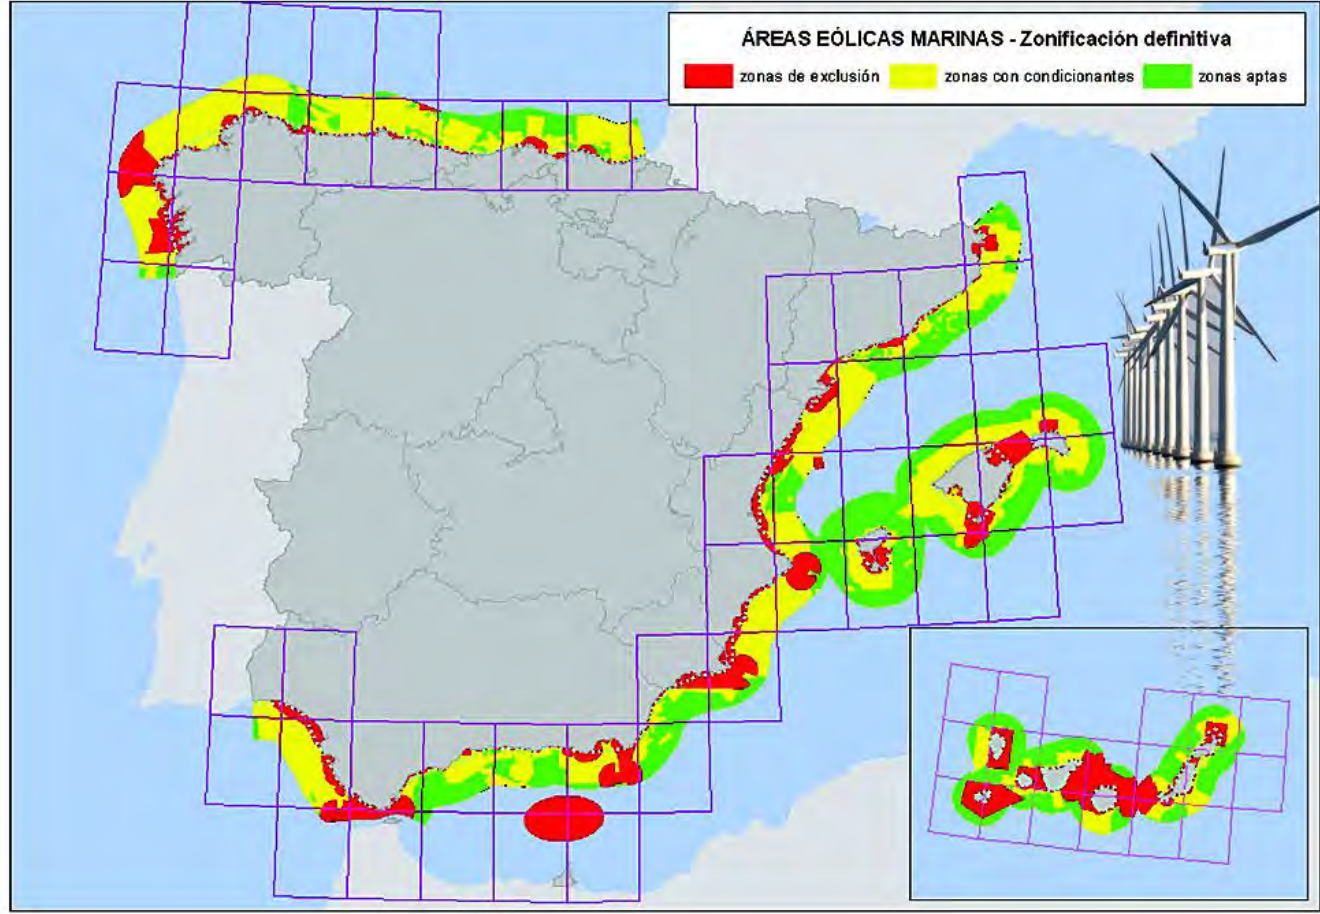 ÁREAS EÓLICAS MARINAS - Zonificación definitiva
zonas de exclusión zonas con condicionantes zonas aptas